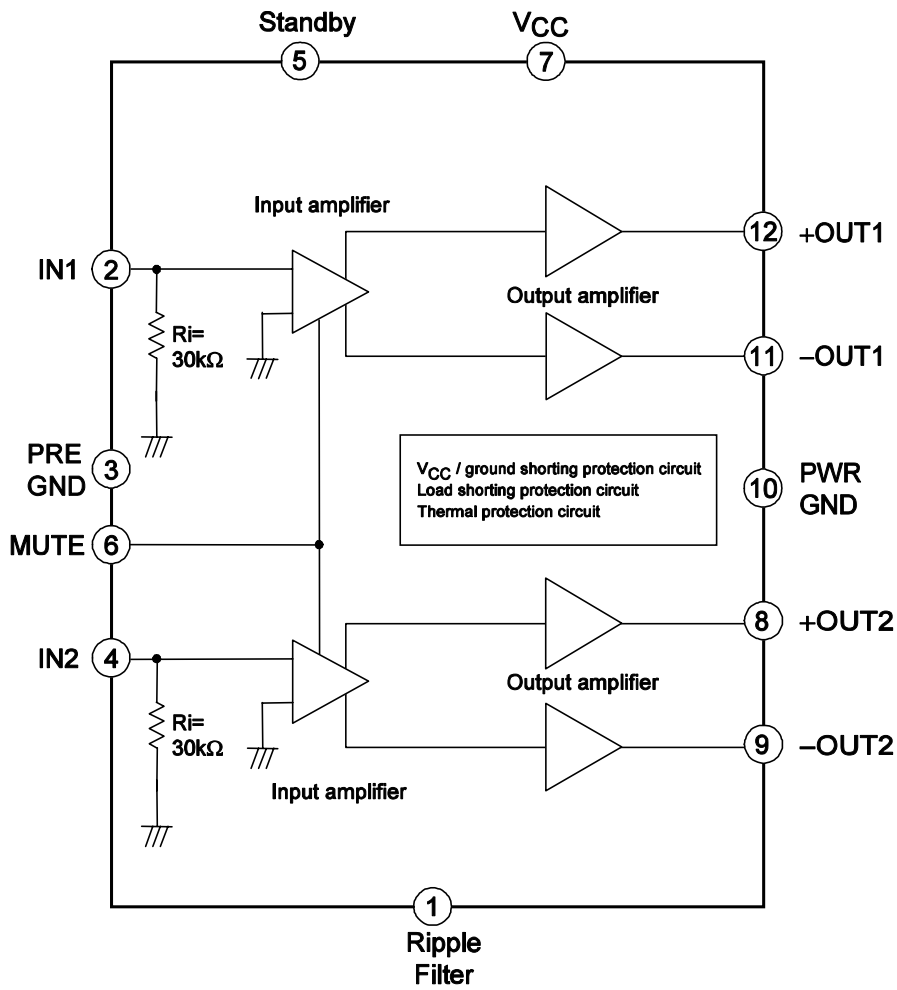 Standby
VCC
5
7
Input amplifier
12 +OUT1
IN1 2
Output amplifier
Ri=
30kΩ
11 –OUT1
PRE
GND
3
VCC / ground shorting protection circuit
Load shorting protection circuit
Thermal protection circuit
10
PWR
GND
MUTE 6
8 +OUT2
IN2 4
Output amplifier
Ri=
30kΩ
9 –OUT2
Input amplifier
1
Ripple
Filter